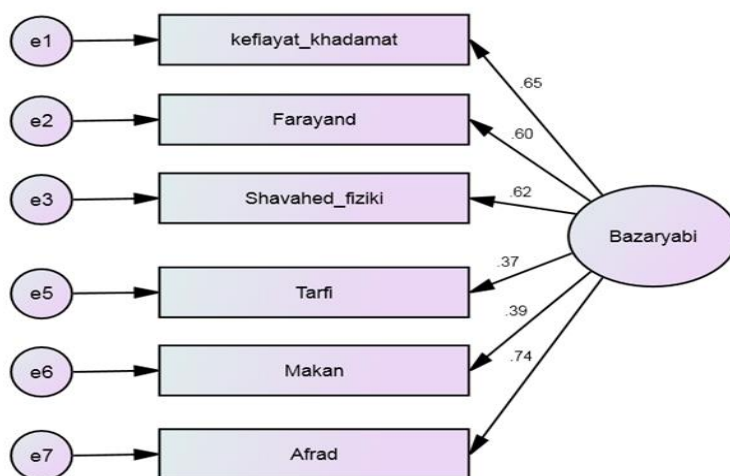 e1
kefiayat_khadamat
.65
e2
Farayand
.60
e3
Shavahed_fiziki
.62
Bazaryabi
e5
Tarfi
.37
e6
Makan
.39
e7
Afrad
.74